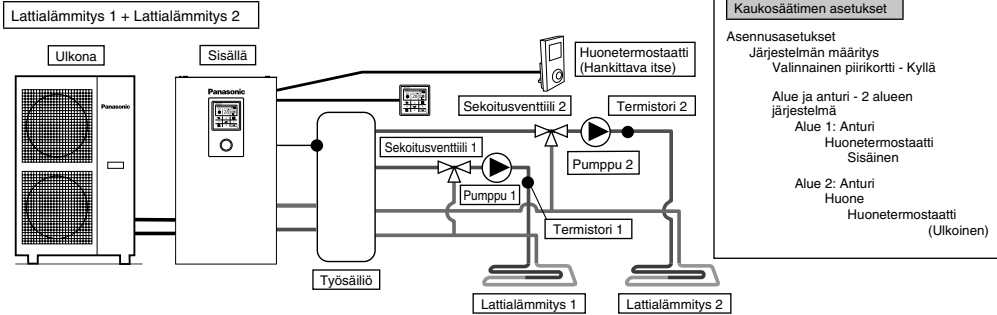 Lattialämmitys 1 + Lattialämmitys 2
Ulkona
Sisällä
Panasonic
Panasonic
Huonetermostaatti
(Hankittava itse)
Sekoitusventtiili 2
Termistori 2
Sekoitusventtiili 1
Pumppu 2
Pumppu 1
Termistori 1
Työsäiliö
Lattialämmitys 1
Lattialämmitys 2
Kaukosäätimen asetukset
Asennusasetukset
Järjestelmän määritys
Valinnainen piirikortti - Kyllä
Alue ja anturi - 2 alueen
järjestelmä
Alue 1: Anturi
Huonetermostaatti
Sisäinen
Alue 2: Anturi
Huone
Huonetermostaatti
(Ulkoinen)